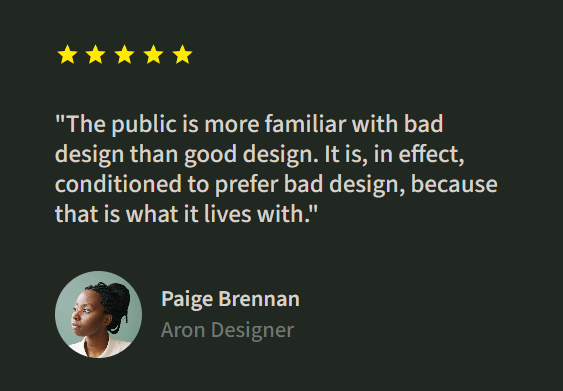 "The public is more familiar with bad
design than good design. It is, in effect,
conditioned to prefer bad design, because
that is what it lives with."
Paige Brennan
Aron Designer